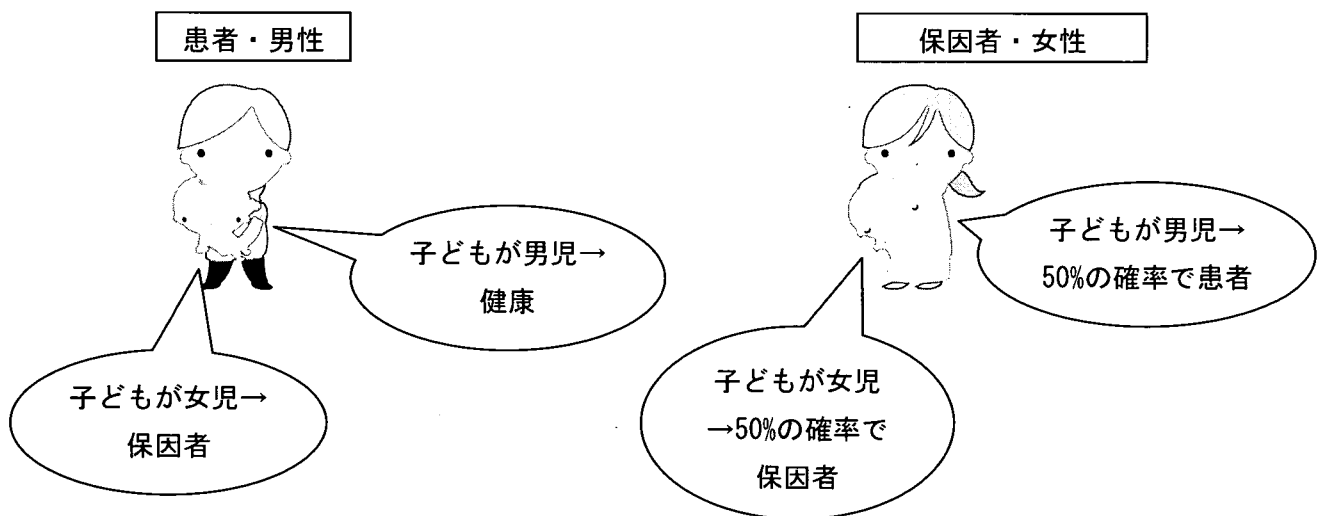 患者・男性
子どもが男児→
健康
子どもが女児→
保因者
保因者・女性
子どもが男児→
50%の確率で患者
子どもが女児
→50%の確率で
保因者